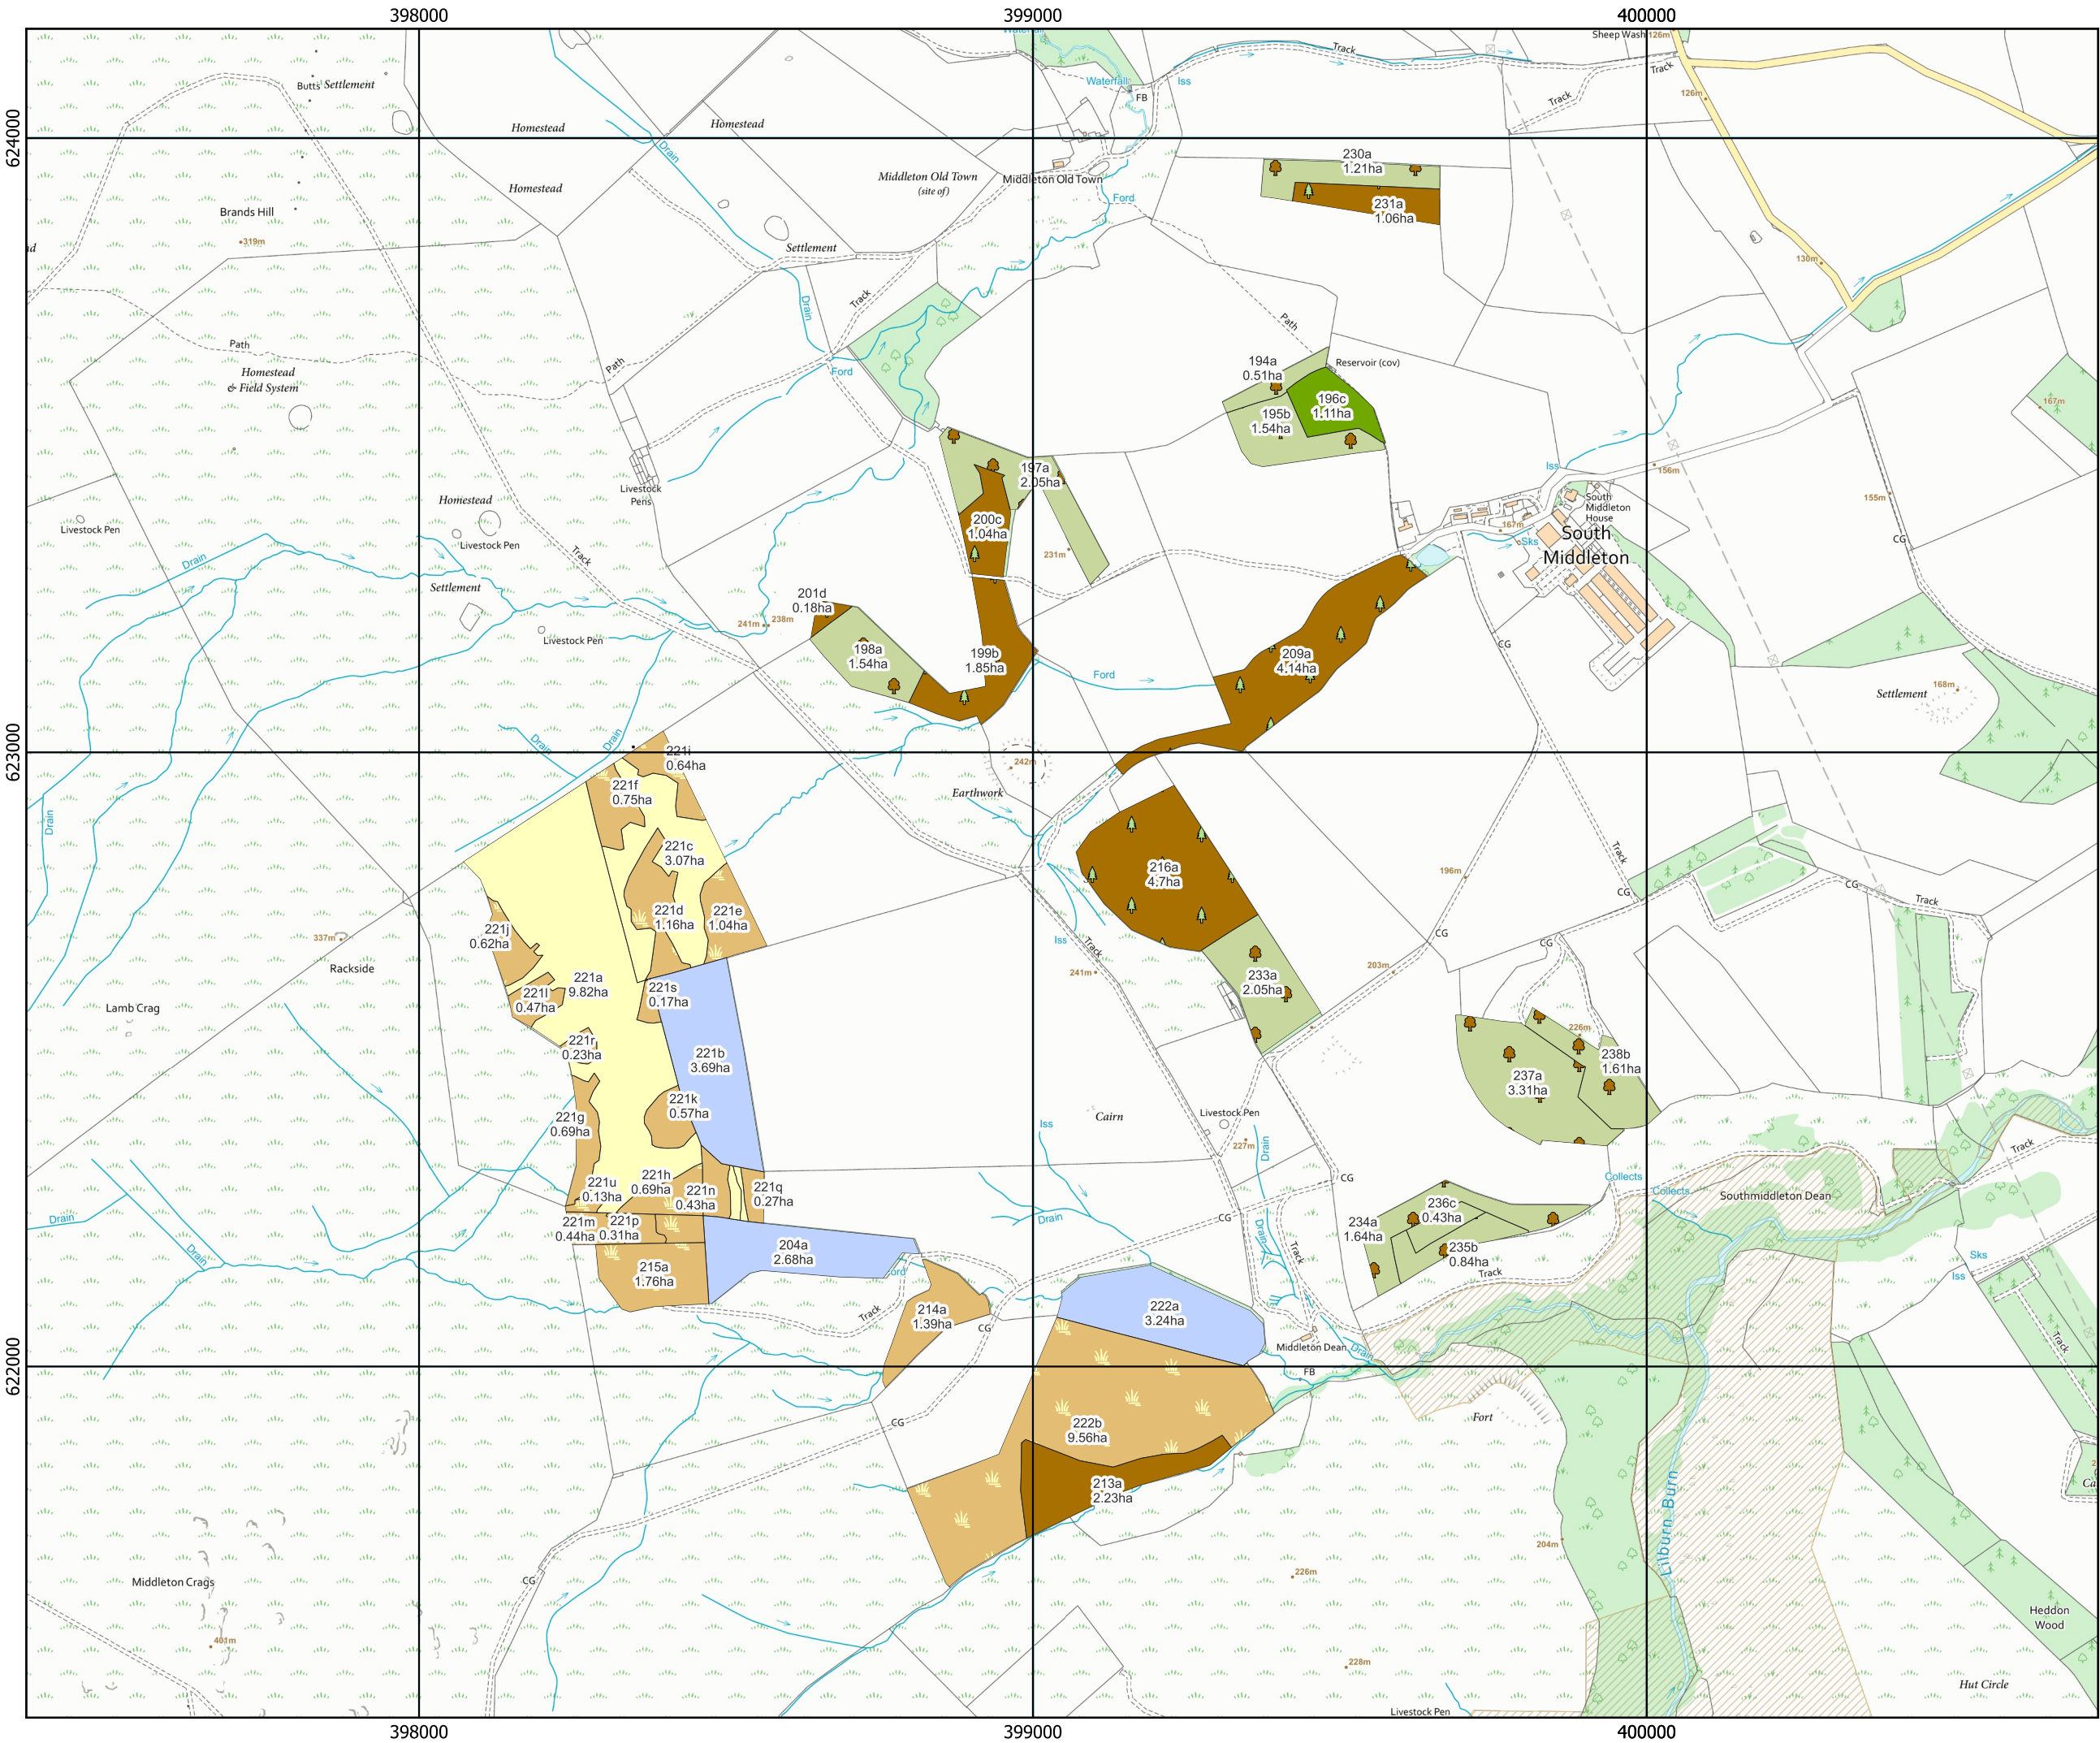 398000
399000
400000
624000
623000
622000
398000
399000
400000
Waterfall
Sheep Wash
126m
Track
Track
Butts
Settlement
Waterfall
Iss
FB
Track
126m
Homestead
Homestead
Drain
230a
1.21ha
Homestead
Middleton Old Town
(site of)
Middleton Old Town
Ford
231a
1.06ha
Brands Hill
319m
Settlement
130m
Drain
Track
Path
Path
Path
Homestead
& Field System
Ford
Reservoir (cov)
194a
0.51ha
196c
1.11ha
195b
1.54ha
167m
Iss
156m
197a
2.05ha
Livestock
Pens
Homestead
155m
South
Middleton
House
200c
1.04ha
167m
Sks
South
Middleton
Livestock Pen
Livestock Pen
Drain
Track
231m
CG
Settlement
201d
0.18ha
241m
238m
Livestock Pen
198a
1.54ha
199b
1.85ha
209a
4.14ha
CG
Ford
Settlement
168m
Drain
Drain
242m
Earthwork
221i
0.64ha
221f
0.75ha
Drain
221c
3.07ha
216a
4.7ha
196m
Track
CG
CG
Track
221d
1.16ha
221e
1.04ha
221j
0.62ha
337m
Rackside
Iss
Track
241m
CG
CG
203m
233a
2.05ha
221a
9.82ha
221l
0.47ha
221s
0.17ha
Lamb Crag
221r
0.23ha
221b
3.69ha
226m
238b
1.61ha
237a
3.31ha
221k
0.57ha
221g
0.69ha
Iss
Cairn
Livestock Pen
227m
Drain
Track
221u
0.13ha
221h
0.69ha
221n
0.43ha
221q
0.27ha
CG
Collects
Collects
Southmiddleton Dean
Drain
Drain
221m
0.44ha
221p
0.31ha
Drain
CG
Drain
Track
236c
0.43ha
234a
1.64ha
235b
0.84ha
Track
204a
2.68ha
215a
1.76ha
Sks
Iss
214a
1.39ha
Track
CG
222a
3.24ha
Middleton Dean
Drain
FB
Track
CG
222b
9.56ha
Fort
213a
2.23ha
Lilburn Burn
204m
Middleton Crags
CG
226m
401m
Heddon
Wood
228m
Hut Circle
Livestock Pen